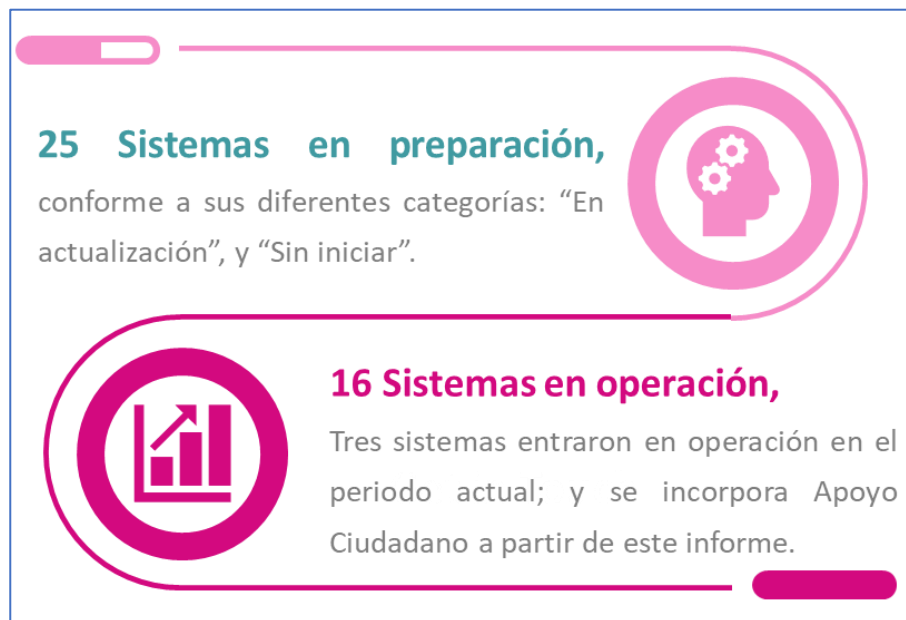 25 Sistemas en preparación,
conforme a sus diferentes categorías: “En
actualización”, y “Sin iniciar”.
16 Sistemas en operación,
Tres sistemas entraron en operación en el
periodo actual; y se incorpora Apoyo
Ciudadano a partir de este informe.